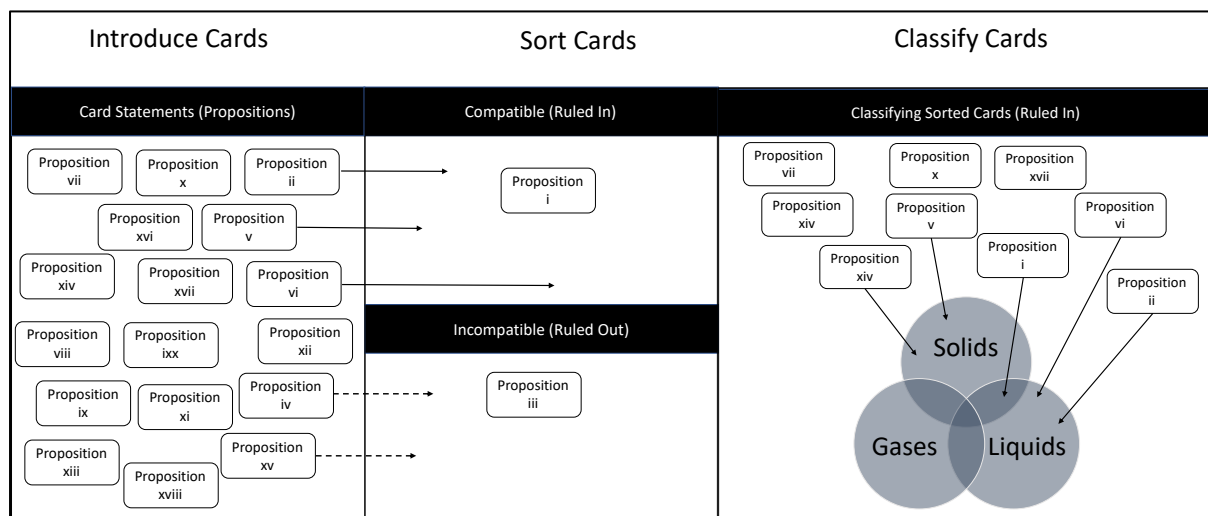 Introduce Cards
Sort Cards
Classify Cards
Card Statements (Propositions)
Compatible (Ruled In)
Classifying Sorted Cards (Ruled In)
Proposition
vii
Proposition
x
Proposition
ii
Proposition
xvi
Proposition
v
Proposition
xiv
Proposition
xvii
Proposition
vi
Proposition
viii
Proposition
ixx
Proposition
xii
Proposition
ix
Proposition
xi
Proposition
iv
Proposition
xiii
Proposition
xviii
Proposition
xv
Proposition
i
Incompatible (Ruled Out)
Proposition
iii
Proposition
vii
Proposition
x
Proposition
xvii
Proposition
xiv
Proposition
v
Proposition
vi
Proposition
xiv
Proposition
i
Proposition
ii
Solids
Gases
Liquids